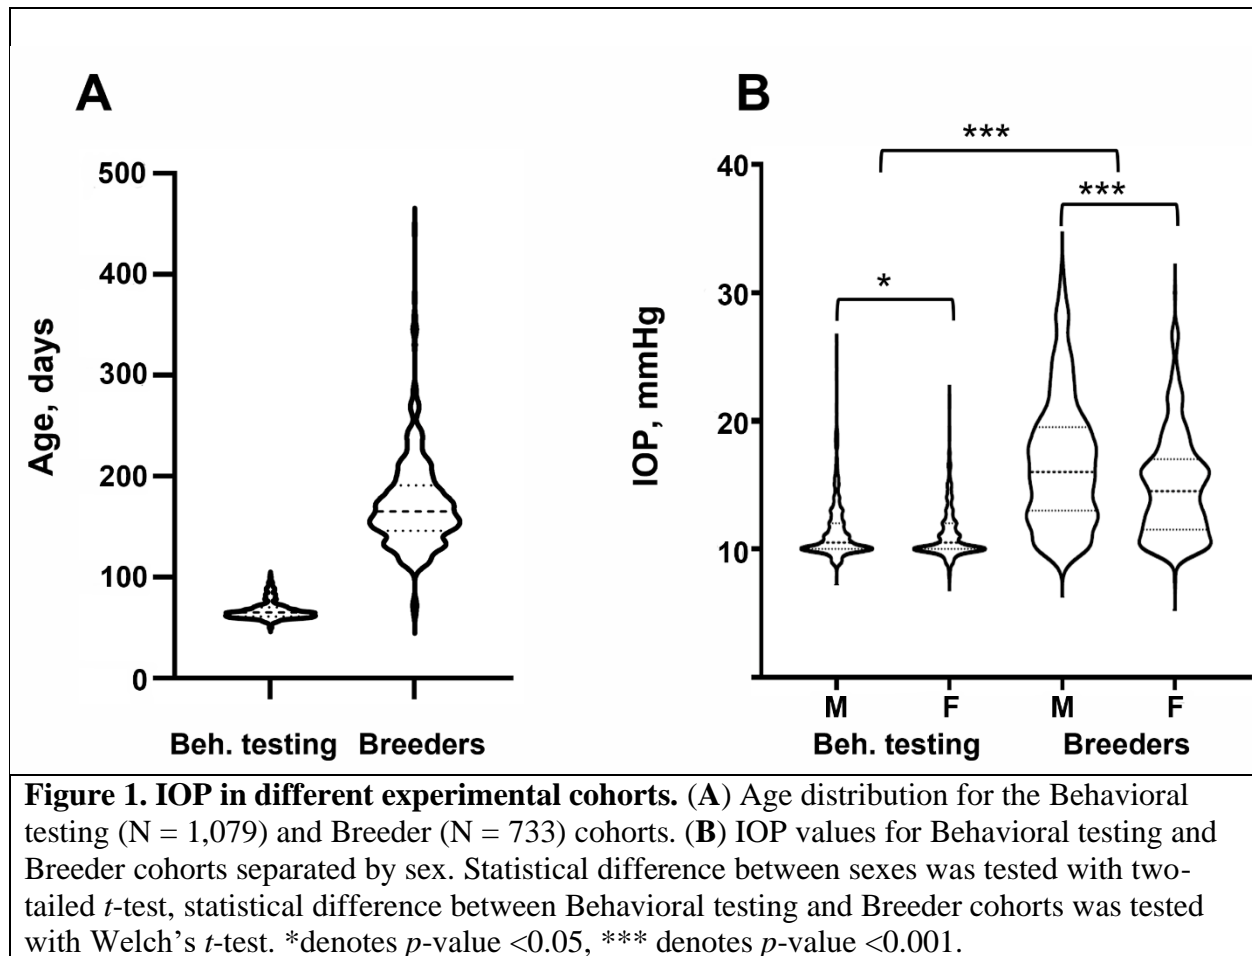 A
500
400
300
200
100
0
Age, days
Beh. testing Breeders
B
***
***
*
40
30
20
10
IOP, mmHg
M F M F
Beh. testing Breeders
Figure 1. IOP in different experimental cohorts. (A) Age distribution for the Behavioral
testing (N = 1,079) and Breeder (N = 733) cohorts. (B) IOP values for Behavioral testing and
Breeder cohorts separated by sex. Statistical difference between sexes was tested with two-
tailed t-test, statistical difference between Behavioral testing and Breeder cohorts was tested
with Welch’s t-test. *denotes p-value <0.05, *** denotes p-value <0.001.